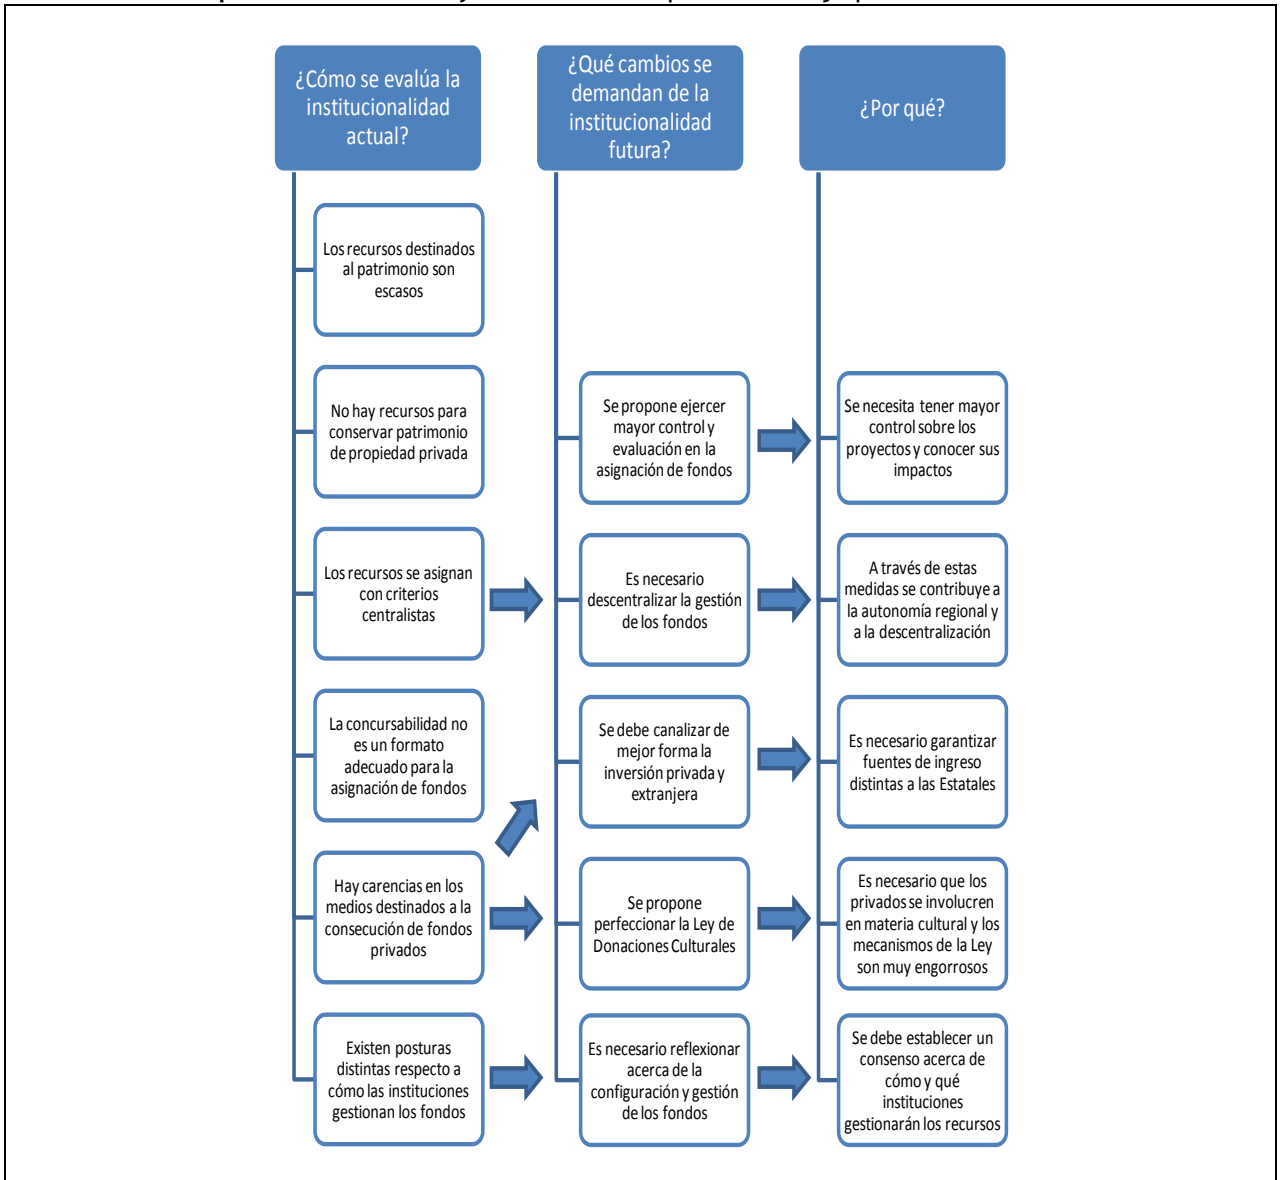 ¿Cómo se evalúa la
institucionalidad
actual?
Los recursos destinados
al patrimonio son
escasos
No hay recursos para
conservar patrimonio
de propiedad privada
Los recursos se asignan
con criterios
centralistas
La concursabilidad no
es un formato
adecuado para la
asignación de fondos
Hay carencias en los
medios destinados a la
consecución de fondos
privados
Existen posturas
distintas respecto a
cómo las instituciones
gestionan los fondos
¿Qué cambios se
demandan de la
institucionalidad
futura?
Se propone ejercer
mayor control y
evaluación en la
asignación de fondos
Es necesario
descentralizar la gestión
de los fondos
Se debe canalizar de
mejor forma la
inversión privada y
extranjera
Se propone
perfeccionar la Ley de
Donaciones Culturales
Es necesario reflexionar
acerca de la
configuración y gestión
de los fondos
¿Por qué?
Se necesita tener mayor
control sobre los
proyectos y conocer sus
impactos
A través de estas
medidas se contribuye a
la autonomía regional y
a la descentralización
Es necesario garantizar
fuentes de ingreso
distintas a las Estatales
Es necesario que los
privados se involucren
en materia cultural y los
mecanismos de la Ley
son muy engorrosos
Se debe establecer un
consenso acerca de
cómo y qué
instituciones
gestionarán los recursos